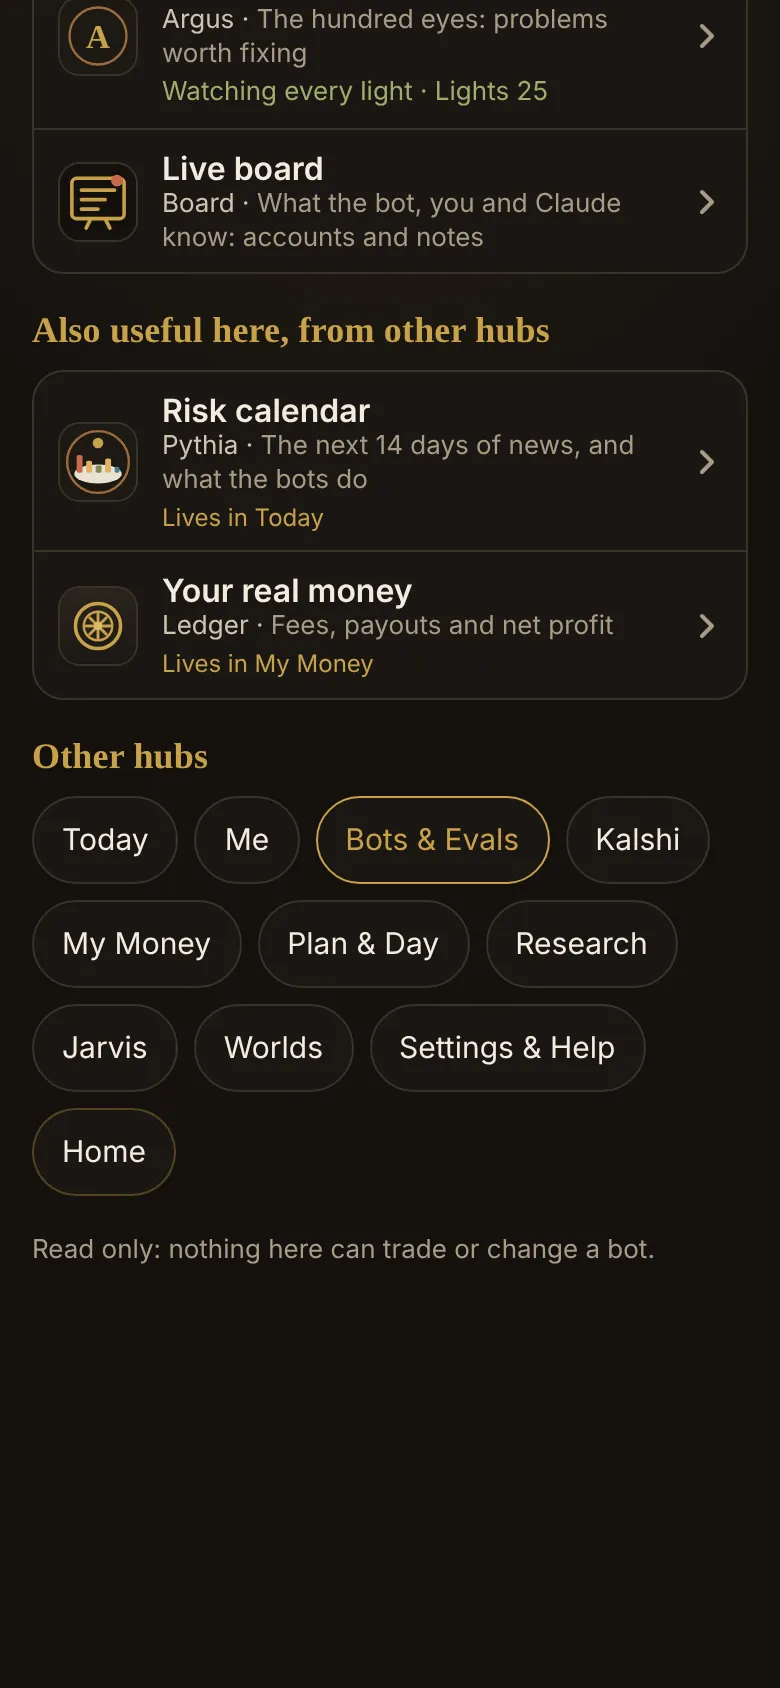 A
Argus · The hundred eyes: problems
worth fixing
Watching every light · Lights 25
Live board
Board · What the bot, you and Claude
know: accounts and notes
Also useful here, from other hubs
Risk calendar
Pythia · The next 14 days of news, and
what the bots do
Lives in Today
Your real money
Ledger · Fees, payouts and net profit
Lives in My Money
Other hubs
Today
Me
Bots & Evals
Kalshi
My Money
Plan & Day
Research
Jarvis
Worlds
Settings & Help
Home
Read only: nothing here can trade or change a bot.